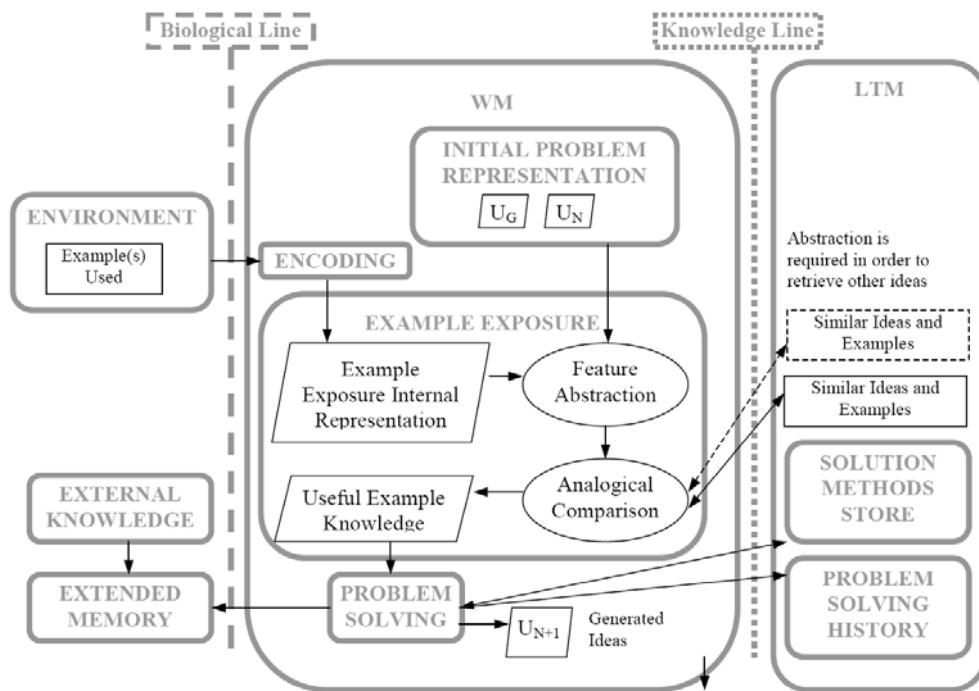 Biological Line
Knowledge Line
WM
LTM
INITIAL PROBLEM
REPRESENTATION
U_G
U_N
ENVIRONMENT
Example(s)
Used
ENCODING
Abstraction is
required in order to
retrieve other ideas
EXAMPLE EXPOSURE
Similar Ideas and
Examples
Example
Exposure Internal
Representation
Feature
Abstraction
Similar Ideas and
Examples
Useful Example
Knowledge
Analogical
Comparison
SOLUTION
METHODS
STORE
EXTERNAL
KNOWLEDGE
EXTENDED
MEMORY
PROBLEM
SOLVING
U_{N+1}
Generated
Ideas
PROBLEM
SOLVING
HISTORY